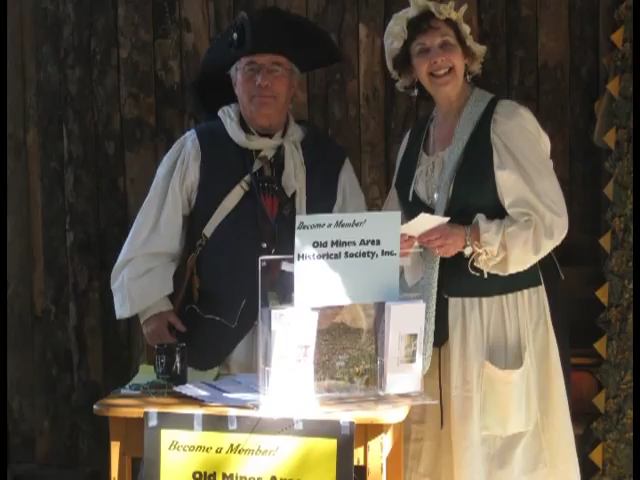 Become a Member!
Old Mines Area
Historical Society, Inc.
Become a Member!
Old Mines Area